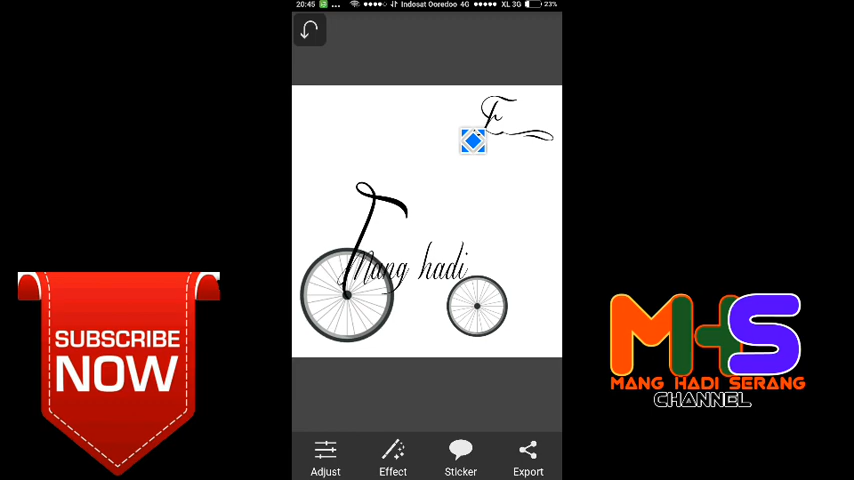 20:45 ... Indosat Ooredoo 4G XL 3G 23%
E
T
Mang hadi
SUBSCRIBE
NOW
M+S
MANG HADI SERANG
CHANNEL
Adjust Effect Sticker Export